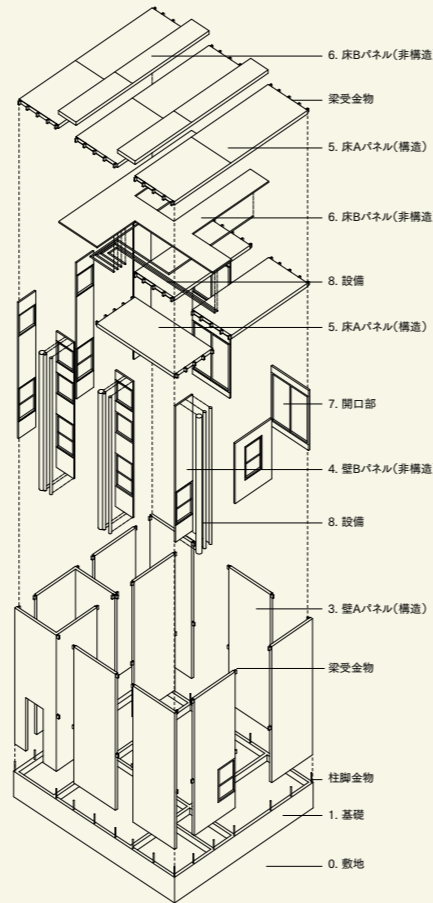 6. 床Bパネル(非構造
梁受金物
5. 床Aパネル(構造)
6. 床Bパネル(非構造
8. 設備
5. 床Aパネル(構造)
7. 開口部
4. 壁Bパネル(非構造
8. 設備
3. 壁Aパネル(構造)
梁受金物
柱脚金物
1. 基礎
0. 敷地